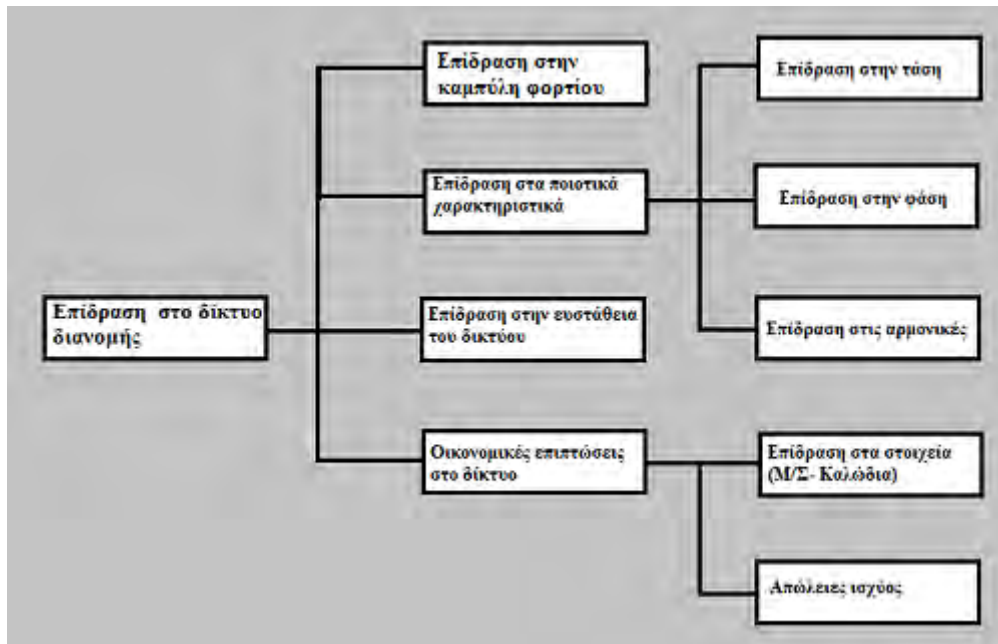 Επίδραση στο δίκτυο
διανομής
Επίδραση στην
καμπύλη φορτίου
Επίδραση στα ποιοτικά
χαρακτηριστικά
Επίδραση στην ευστάθεια
του δικτύου
Οικονομικές επιπτώσεις
στο δίκτυο
Επίδραση στην τάση
Επίδραση στην φάση
Επίδραση στις αρμονικές
Επίδραση στα στοιχεία
(Μ/Σ- Καλώδια)
Απώλειες ισχύος